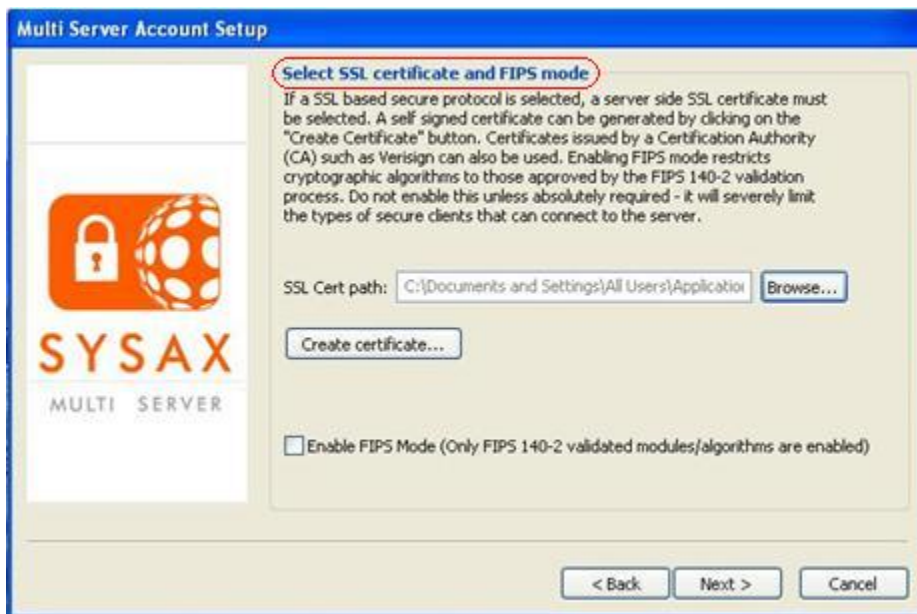 Multi Server Account Setup
Select SSL certificate and FIPS mode
If a SSL based secure protocol is selected, a server side SSL certificate must
be selected. A self signed certificate can be generated by clicking on the
"Create Certificate" button. Certificates issued by a Certification Authority
(CA) such as Verisign can also be used. Enabling FIPS mode restricts
cryptographic algorithms to those approved by the FIPS 140-2 validation
process. Do not enable this unless absolutely required - it will severely limit
the types of secure clients that can connect to the server.
SSL Cert path: C:\Documents and Settings\All Users\Application Browse...
Create certificate...
SYSAX
MULTI SERVER
Enable FIPS Mode (Only FIPS 140-2 validated modules/algorithms are enabled)
< Back Next > Cancel